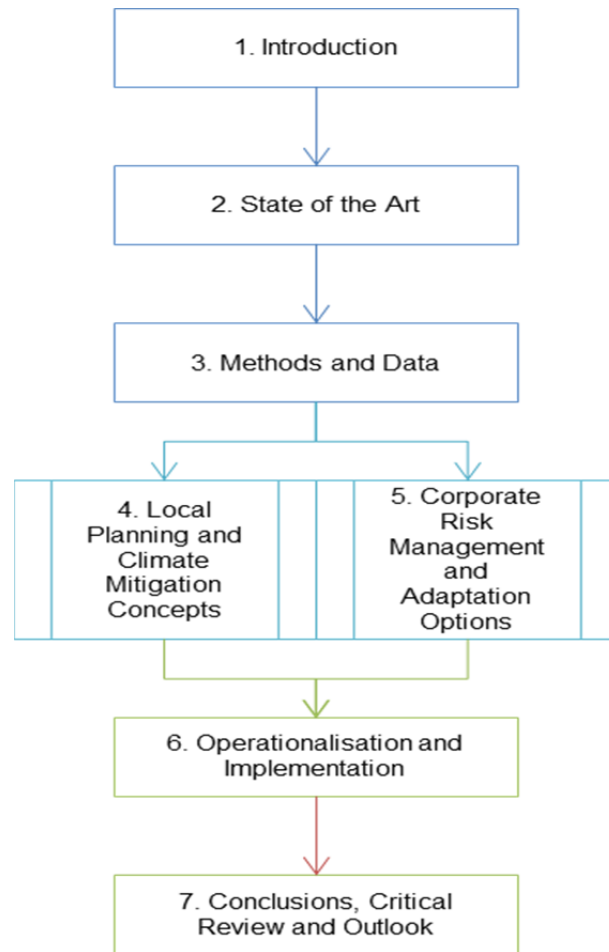 1. Introduction
2. State of the Art
3. Methods and Data
4. Local
Planning and
Climate
Mitigation
Concepts
5. Corporate
Risk
Management
and
Adaptation
Options
6. Operationalisation and
Implementation
7. Conclusions, Critical
Review and Outlook